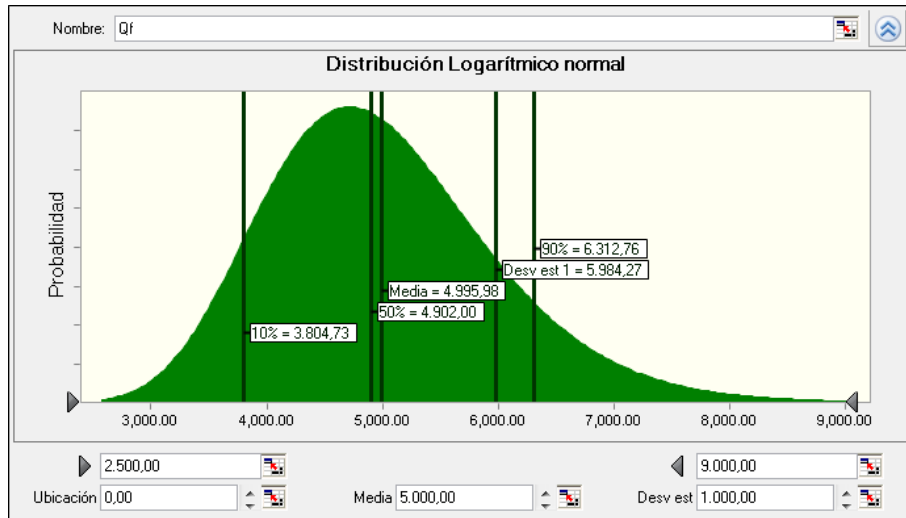 Nombre: Qf
Distribución Logarítmico normal
Probabilidad
90% = 6.312,76
Desv est 1 = 5.984,27
Media = 4.995,98
50% = 4.902,00
10% = 3.804,73
3,000.00 4,000.00 5,000.00 6,000.00 7,000.00 8,000.00 9,000.00
2.500,00 9.000,00
Ubicación 0,00 Media 5.000,00 Desv est 1.000,00